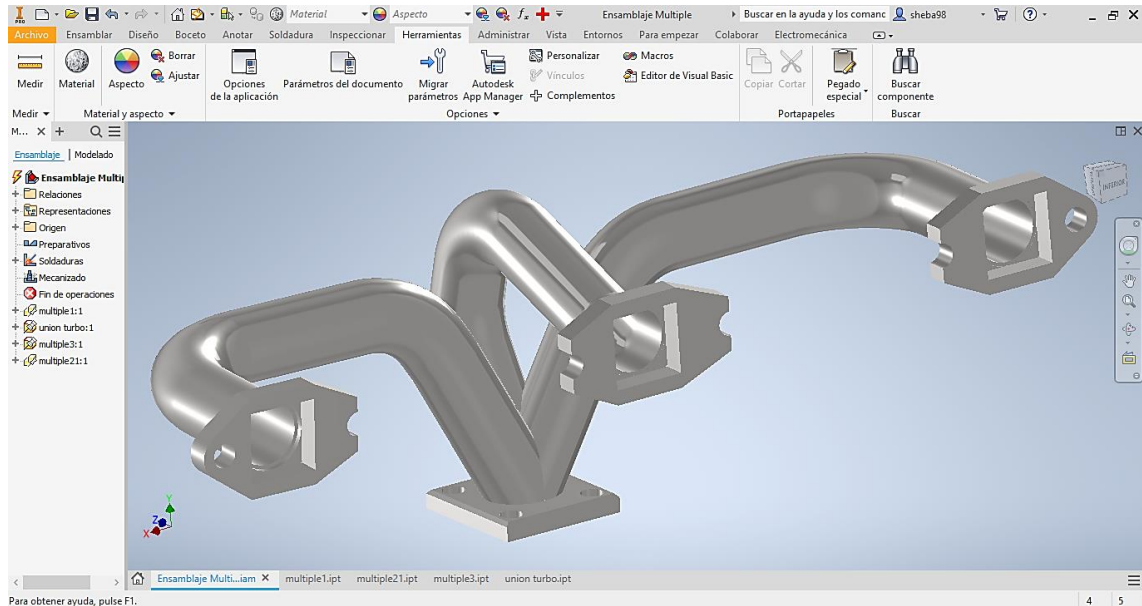 PRO
Material
Aspecto
fx
Ensamblaje Multiple
Buscar en la ayuda y los comanc
sheba98
Archivo Ensamblar Diseño Boceto Anotar Soldadura Inspeccionar Herramientas Administrar Vista Entornos Para empezar Colaborar Electromecánica
Medir
Material
Aspecto
Borrar
Ajustar
Opciones
de la aplicación
Parámetros del documento
Migrar
parámetros
Autodesk
App Manager
Personalizar
Vínculos
Complementos
Macros
Editor de Visual Basic
Copiar Cortar
Pegado
especial
Buscar
componente
Medir Material y aspecto Opciones Portapapeles Buscar
M...
Ensamblaje Modelado
Ensamblaje Multip
Relaciones
Representaciones
Origen
Preparativos
Soldaduras
Mecanizado
Fin de operaciones
multiple1:1
union turbo:1
multiple3:1
multiple21:1
INFERIOR
Y
Z
X
Ensamblaje Multi...iam multiple1.ipt multiple21.ipt multiple3.ipt union turbo.ipt
Para obtener ayuda, pulse F1. 4 5